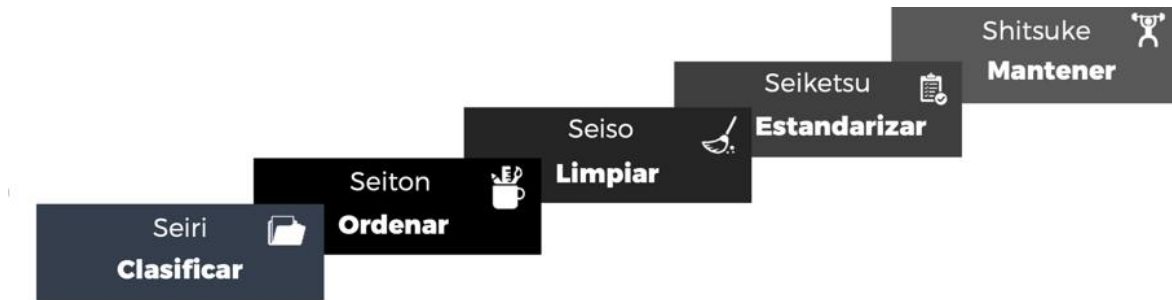 Shitsuke
Mantener
Seiketsu
Estandarizar
Seiso
Limpiar
Seiton
Ordenar
Seiri
Clasificar